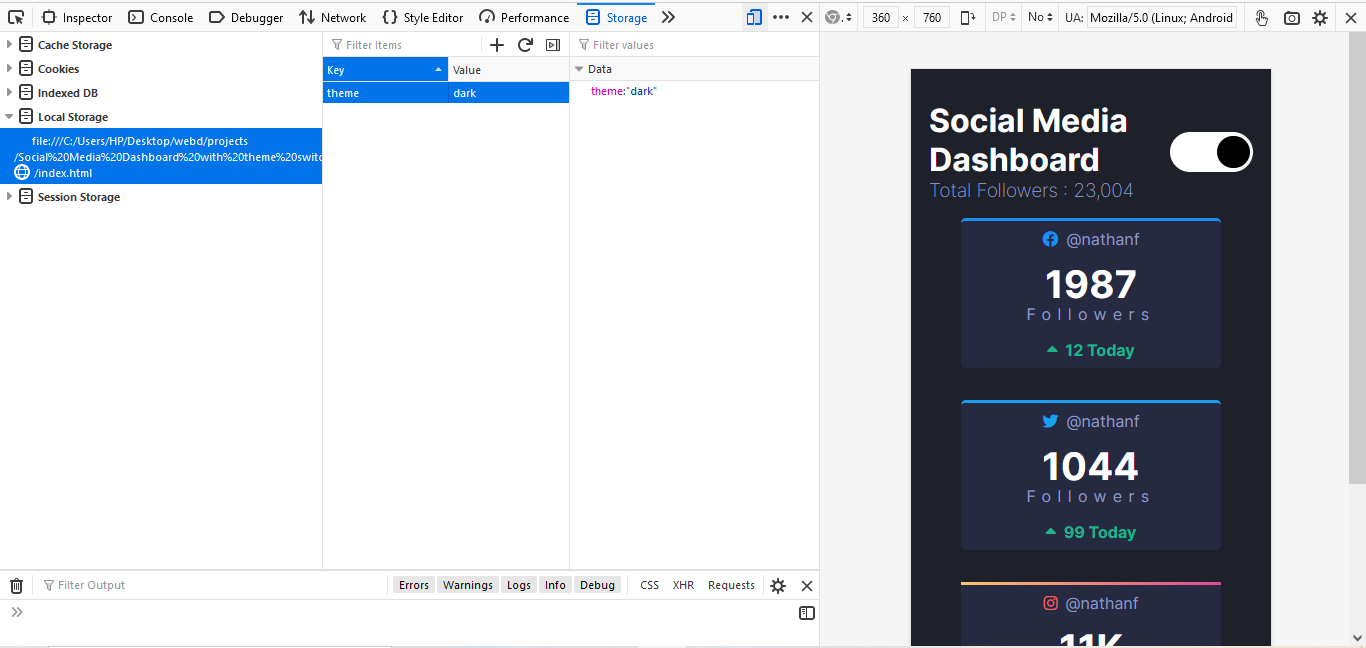 Inspector Console Debugger Network Style Editor Performance Storage
360 × 760 DP No UA: Mozilla/5.0 (Linux; Android
Cache Storage
Cookies
Indexed DB
Local Storage
file:///C:/Users/HP/Desktop/webd/projects
/Social%20Media%20Dashboard%20with%20theme%20switc
/index.html
Session Storage
Filter Items
Key Value
theme dark
Filter values
Data
theme:"dark"
Filter Output Errors Warnings Logs Info Debug CSS XHR Requests
Social Media
Dashboard
Total Followers : 23,004
@nathanf
1987
Followers
12 Today
@nathanf
1044
Followers
99 Today
@nathanf
11K